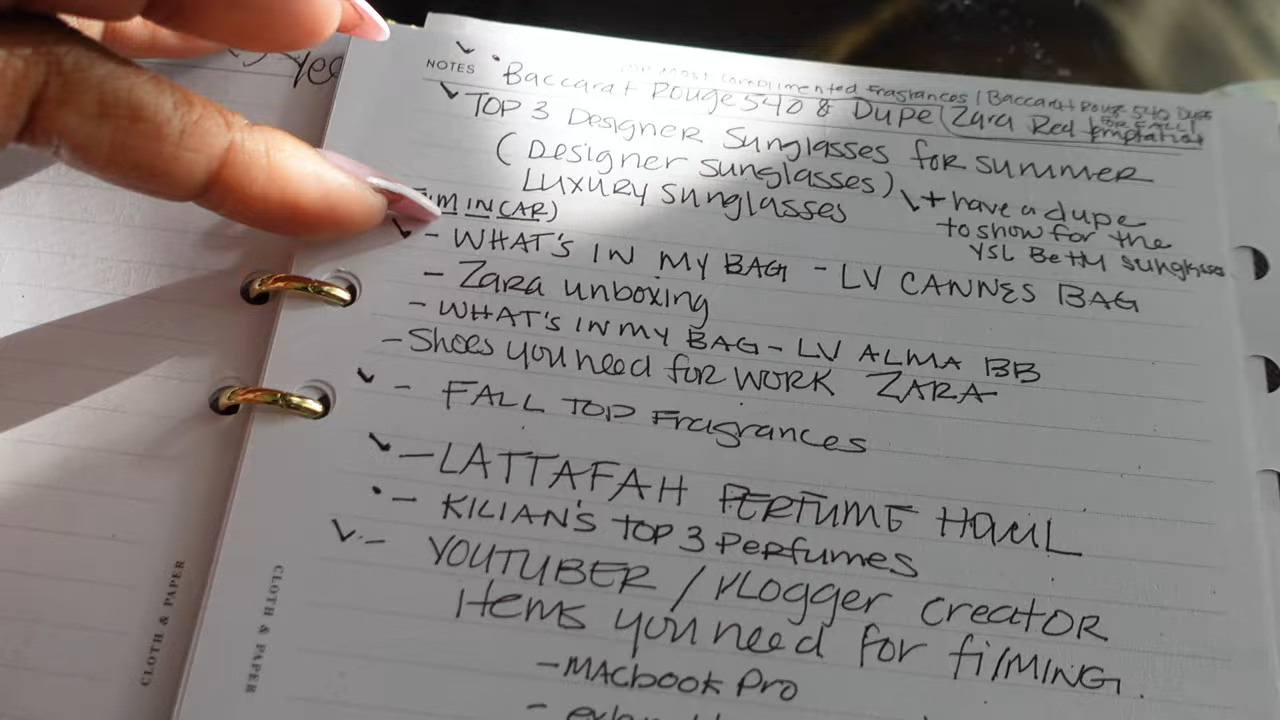 Yee
NOTES
Most Complimented Fragrances / Baccarat Rouge 540 Dupe
FOR FALL
Baccarat Rouge 540 & Dupe (Zara Red Temptation
TOP 3 Designer Sunglasses for summer
(Designer Sunglasses)
LUXURY Sunglasses
+ have a dupe
to show for the
YSL Betty sunglasses
IN CAR)
- WHAT'S IN MY BAG - LV CANNES BAG
- Zara unboxing
- WHAT'S IN MY BAG - LV ALMA BB
- Shoes you need for WORK ZARA
- FALL TOP Fragrances
- LATTAFAH PERFUME HAUL
- KILIAN'S TOP 3 Perfumes
- YOUTUBER / Vlogger creatOR
Items you need for filMING.
- MAcbook Pro
-
CLOTH & PAPER
CLOTH & PAPER